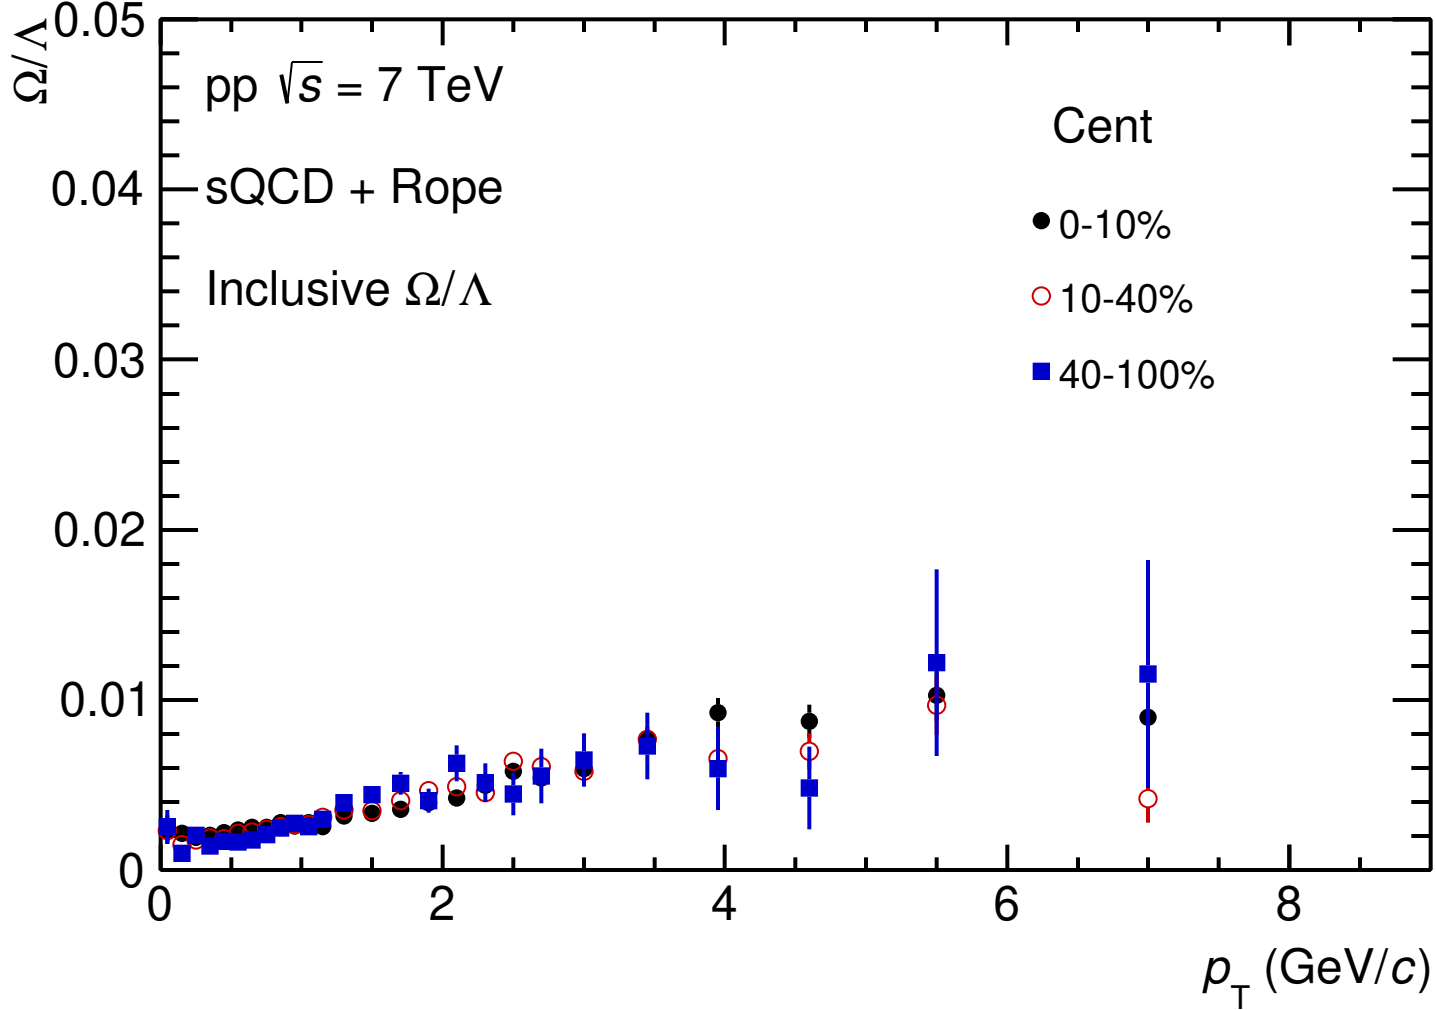 Ω/Λ
0.05
0.04
0.03
0.02
0.01
0
pp √s = 7 TeV
sQCD + Rope
Inclusive Ω/Λ
Cent
0-10%
10-40%
40-100%
0 2 4 6 8
p_T (GeV/c)